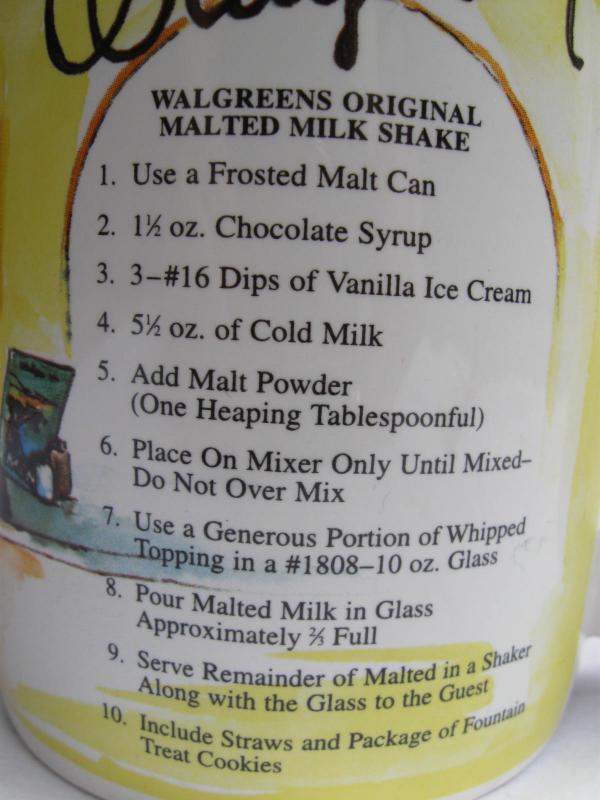 WALGREENS ORIGINAL
MALTED MILK SHAKE
1. Use a Frosted Malt Can
2. 1½ oz. Chocolate Syrup
3. 3–#16 Dips of Vanilla Ice Cream
4. 5½ oz. of Cold Milk
5. Add Malt Powder
(One Heaping Tablespoonful)
6. Place On Mixer Only Until Mixed–
Do Not Over Mix
7. Use a Generous Portion of Whipped
Topping in a #1808–10 oz. Glass
8. Pour Malted Milk in Glass
Approximately ⅔ Full
9. Serve Remainder of Malted in a Shaker
Along with the Glass to the Guest
10. Include Straws and Package of Fountain
Treat Cookies